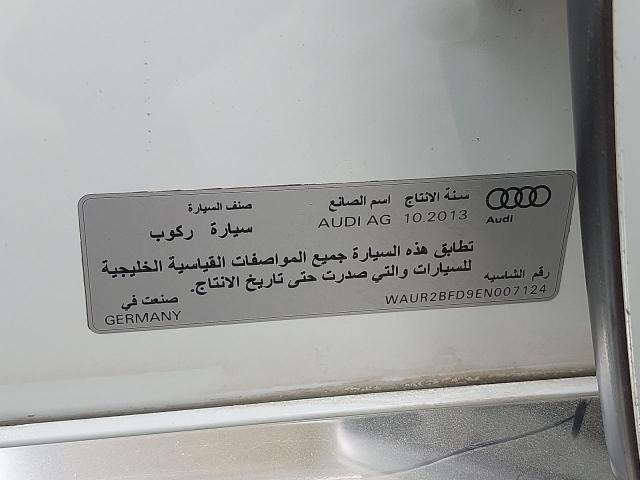 Audi
سنة الانتاج اسم الصانع صنف السيارة
10.2013 AUDI AG سيارة ركوب
تطابق هذه السيارة جميع المواصفات القياسية الخليجية
للسيارات والتي صدرت حتى تاريخ الانتاج.
رقم الشاسيه
WAUR2BFD9EN007124
صنعت في
GERMANY